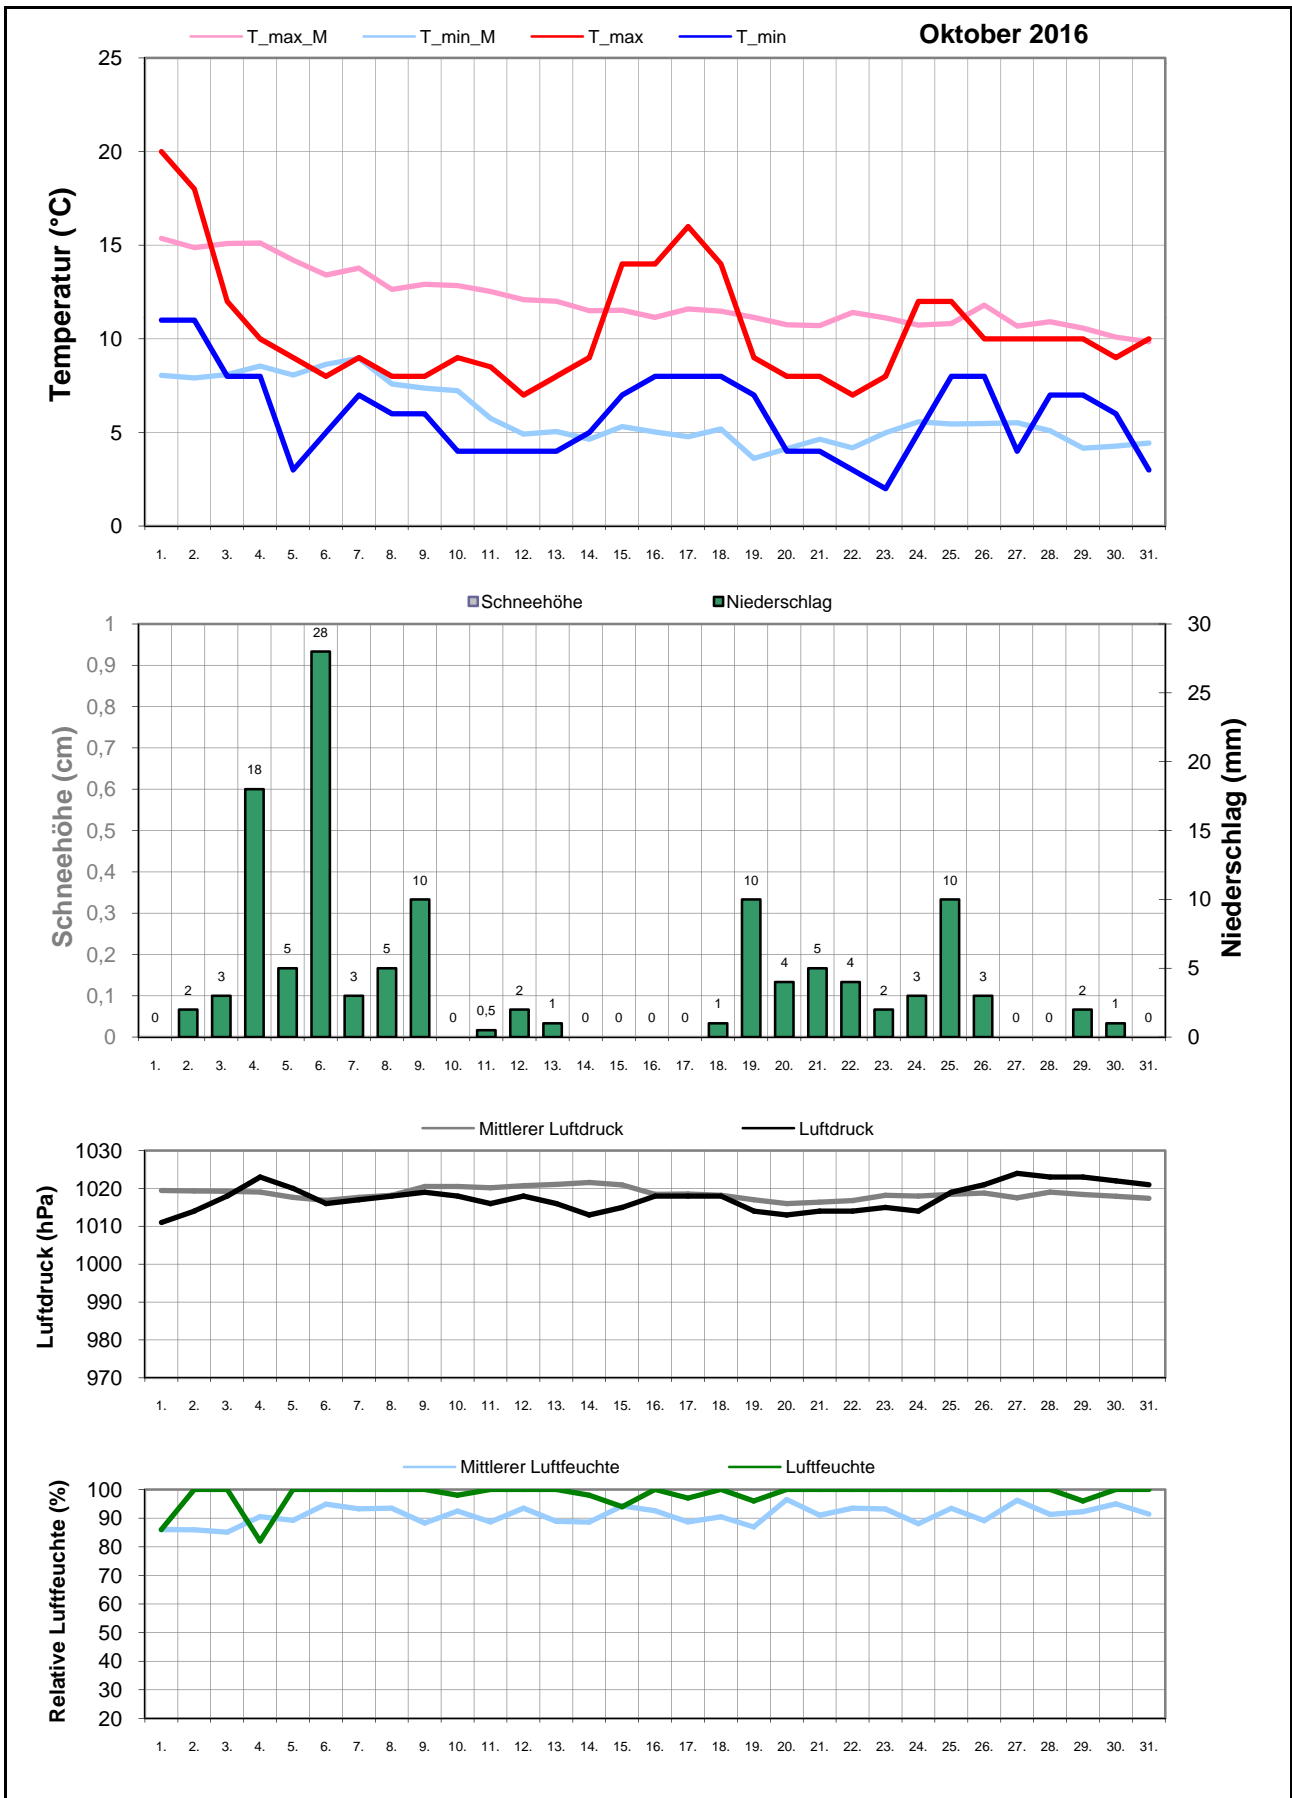 T_max_M T_min_M T_max T_min Oktober 2016
Temperatur (°C)
25
20
15
10
5
0
1. 2. 3. 4. 5. 6. 7. 8. 9. 10. 11. 12. 13. 14. 15. 16. 17. 18. 19. 20. 21. 22. 23. 24. 25. 26. 27. 28. 29. 30. 31.
Schneehöhe Niederschlag
Schneehöhe (cm)
1
0,9
0,8
0,7
0,6
0,5
0,4
0,3
0,2
0,1
0
0 2 3 18 5 28 3 5 10 0 0,5 2 1 0 0 0 0 1 10 4 5 4 2 3 10 3 0 0 2 1 0
30
25
20
15
10
5
0
Niederschlag (mm)
1. 2. 3. 4. 5. 6. 7. 8. 9. 10. 11. 12. 13. 14. 15. 16. 17. 18. 19. 20. 21. 22. 23. 24. 25. 26. 27. 28. 29. 30. 31.
Mittlerer Luftdruck Luftdruck
Luftdruck (hPa)
1030
1020
1010
1000
990
980
970
1. 2. 3. 4. 5. 6. 7. 8. 9. 10. 11. 12. 13. 14. 15. 16. 17. 18. 19. 20. 21. 22. 23. 24. 25. 26. 27. 28. 29. 30. 31.
Mittlerer Luftfeuchte Luftfeuchte
Relative Luftfeuchte (%)
100
90
80
70
60
50
40
30
20
1. 2. 3. 4. 5. 6. 7. 8. 9. 10. 11. 12. 13. 14. 15. 16. 17. 18. 19. 20. 21. 22. 23. 24. 25. 26. 27. 28. 29. 30. 31.